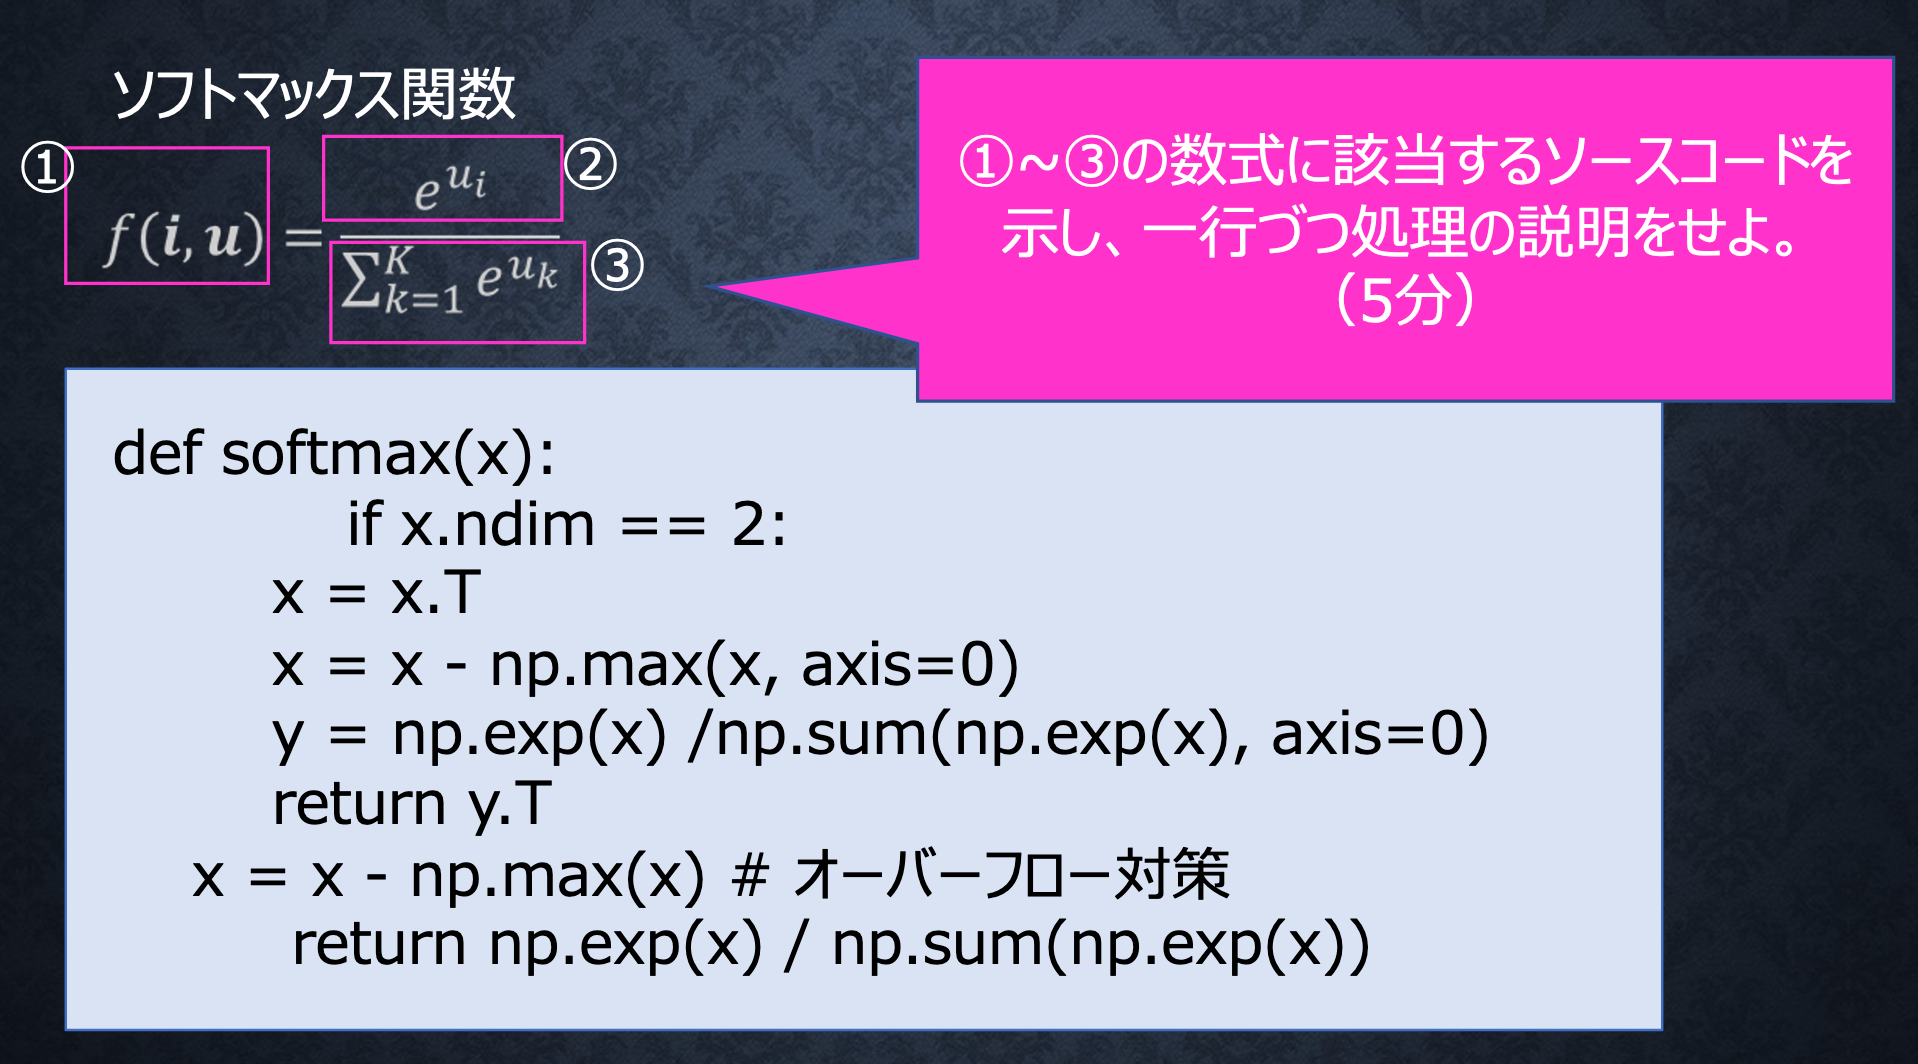 ソフトマックス関数
①
②
f(i, u) = e^{u_i} / ∑_{k=1}^{K} e^{u_k}
③
①~③の数式に該当するソースコードを
示し、一行づつ処理の説明をせよ。
（5分）
def softmax(x):
if x.ndim == 2:
x = x.T
x = x - np.max(x, axis=0)
y = np.exp(x) /np.sum(np.exp(x), axis=0)
return y.T
x = x - np.max(x) # オーバーフロー対策
return np.exp(x) / np.sum(np.exp(x))